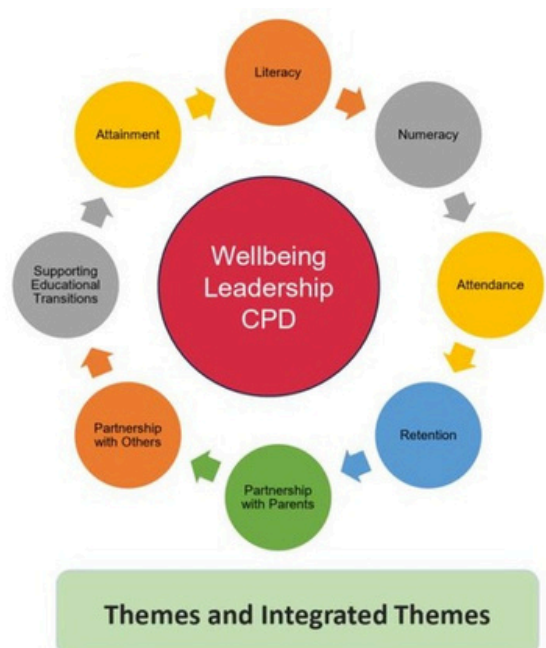 Literacy
Numeracy
Attendance
Retention
Partnership
with Parents
Partnership
with Others
Supporting
Educational
Transitions
Attainment
Wellbeing
Leadership
CPD
Themes and Integrated Themes